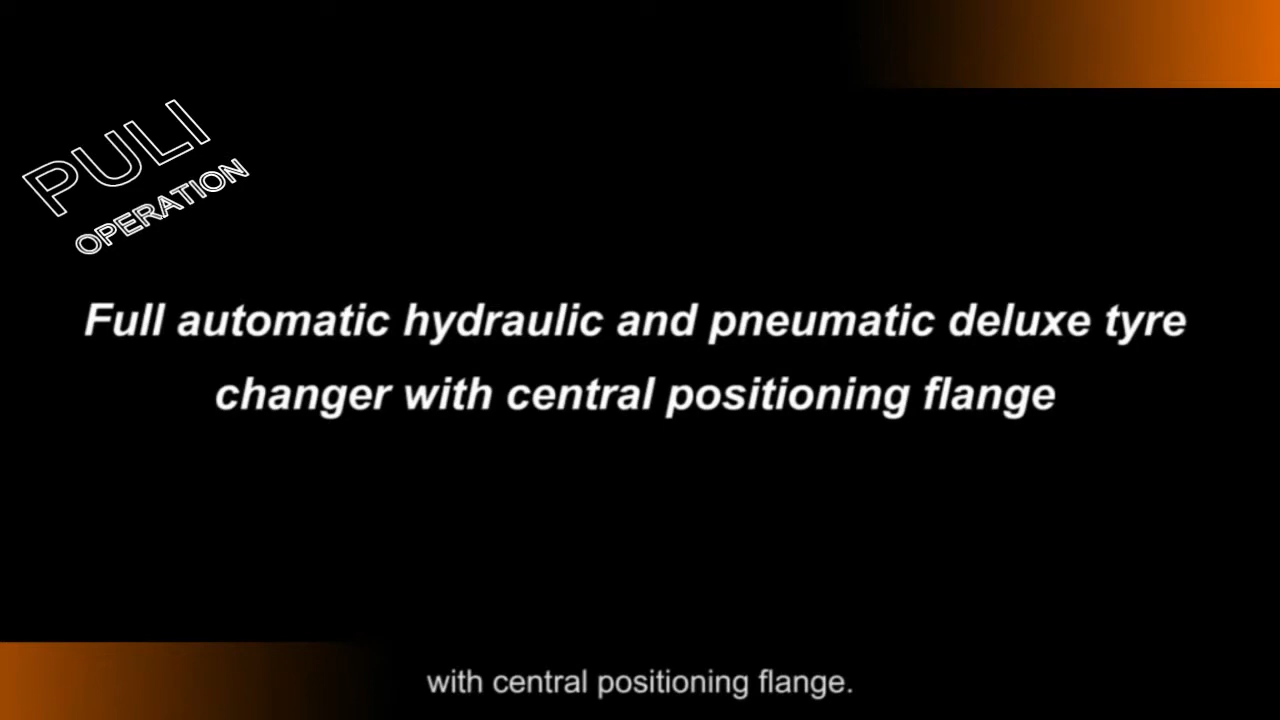 PULI
OPERATION
Full automatic hydraulic and pneumatic deluxe tyre
changer with central positioning flange
with central positioning flange.